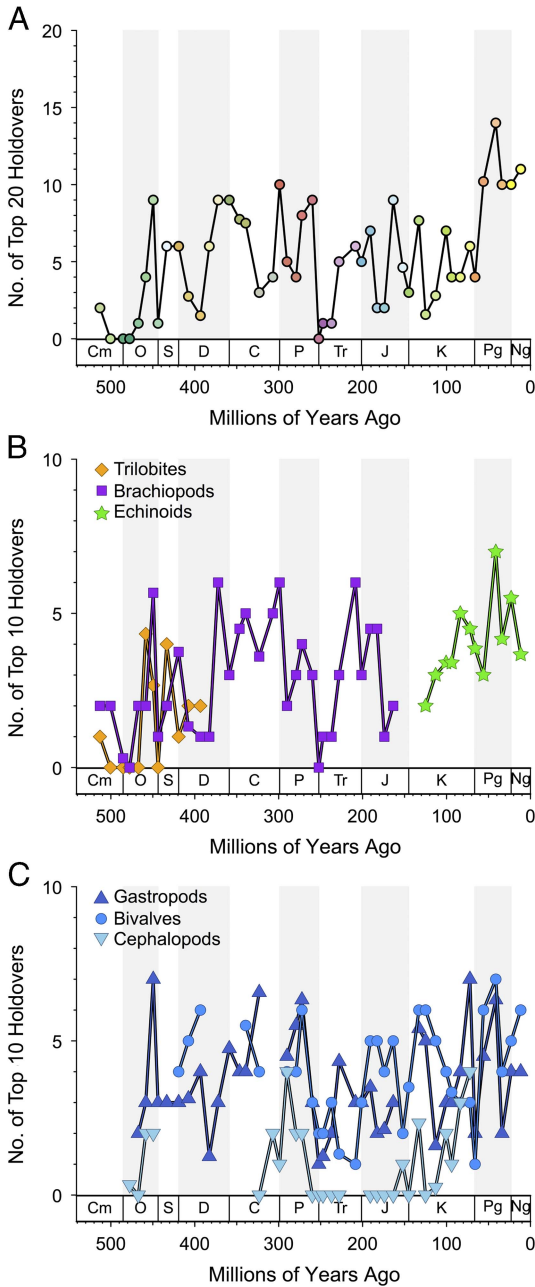 A
No. of Top 20 Holdovers
20
15
10
5
0
Cm O S D C P Tr J K Pg Ng
500 400 300 200 100 0
Millions of Years Ago
B
No. of Top 10 Holdovers
10
5
0
Trilobites
Brachiopods
Echinoids
Cm O S D C P Tr J K Pg Ng
500 400 300 200 100 0
Millions of Years Ago
C
No. of Top 10 Holdovers
10
5
0
Gastropods
Bivalves
Cephalopods
Cm O S D C P Tr J K Pg Ng
500 400 300 200 100 0
Millions of Years Ago